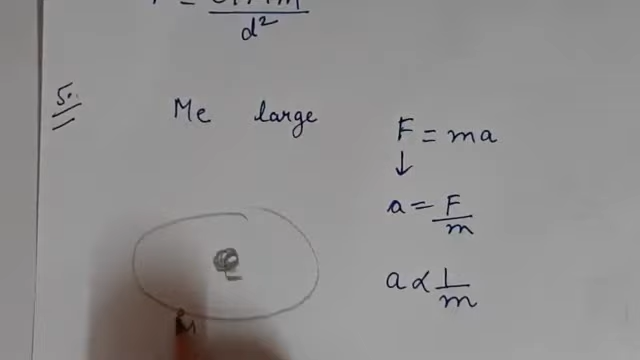 d²
5.
Me large
F = ma
↓
a = F/m
a ∝ 1/m